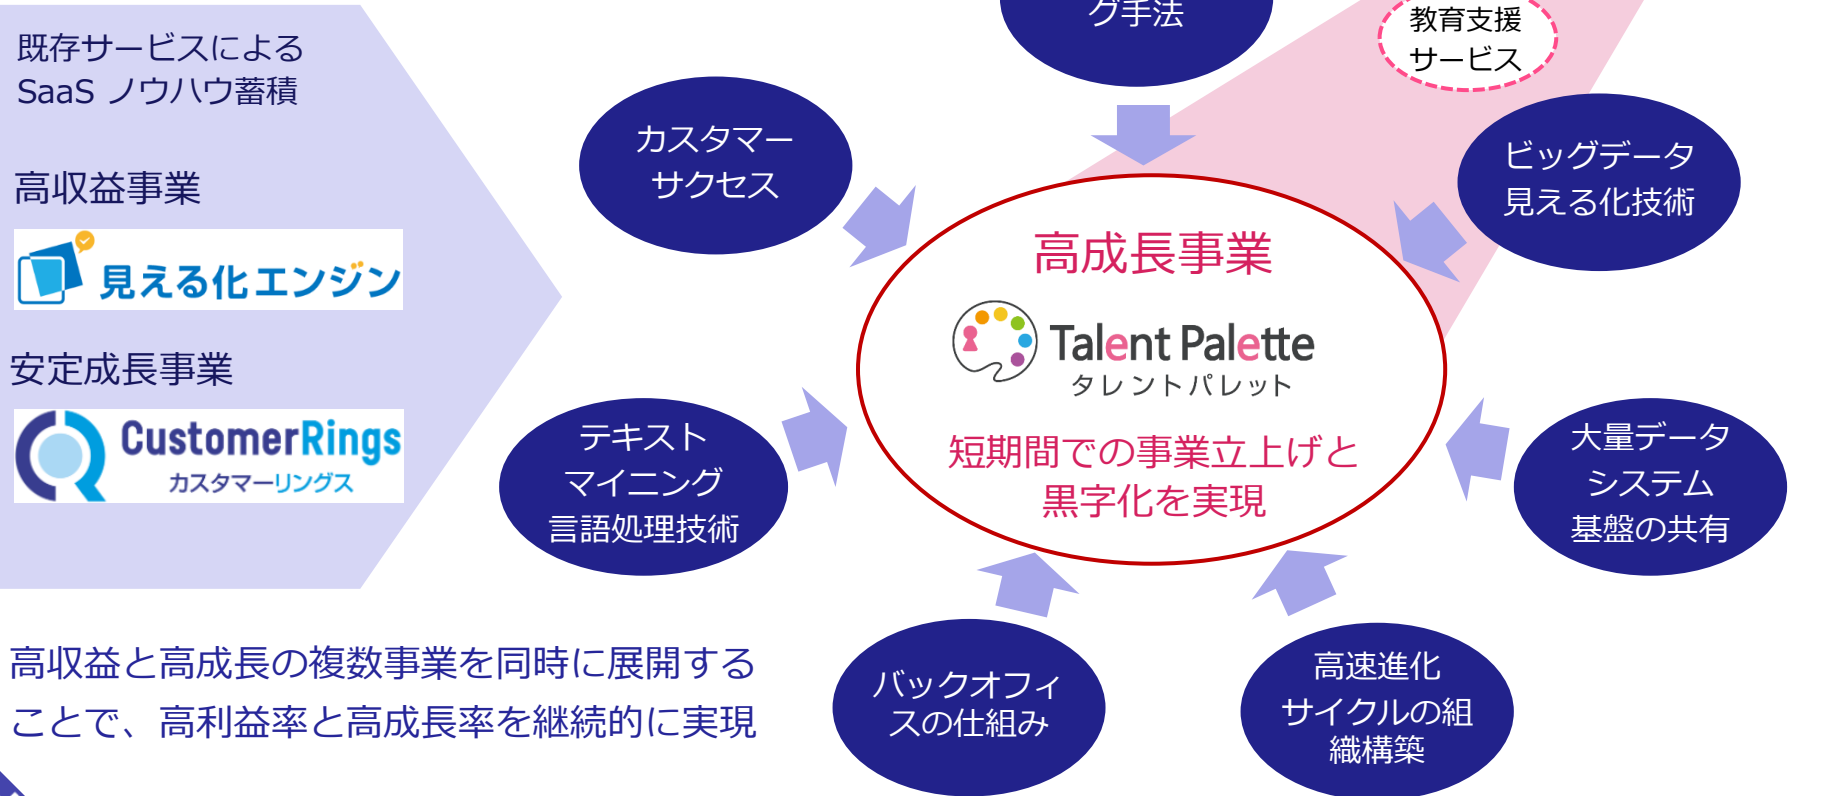 既存サービスによる
SaaS ノウハウ蓄積
高収益事業
見える化エンジン
安定成長事業
CustomerRings
カスタマーリングス
グ手法
教育支援
サービス
カスタマー
サクセス
ビッグデータ
見える化技術
高成長事業
Talent Palette
タレントパレット
短期間での事業立上げと
黒字化を実現
テキスト
マイニング
言語処理技術
大量データ
システム
基盤の共有
バックオフィ
スの仕組み
高速進化
サイクルの組
織構築
高収益と高成長の複数事業を同時に展開する
ことで、高利益率と高成長率を継続的に実現